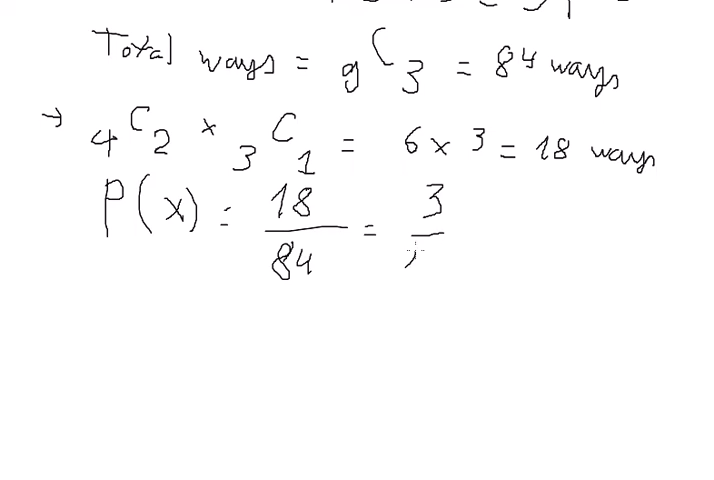 Total ways = 9C3 = 84 ways
→ 4C2 × 3C1 = 6 × 3 = 18 ways
P(x) = 18/84 = 3/